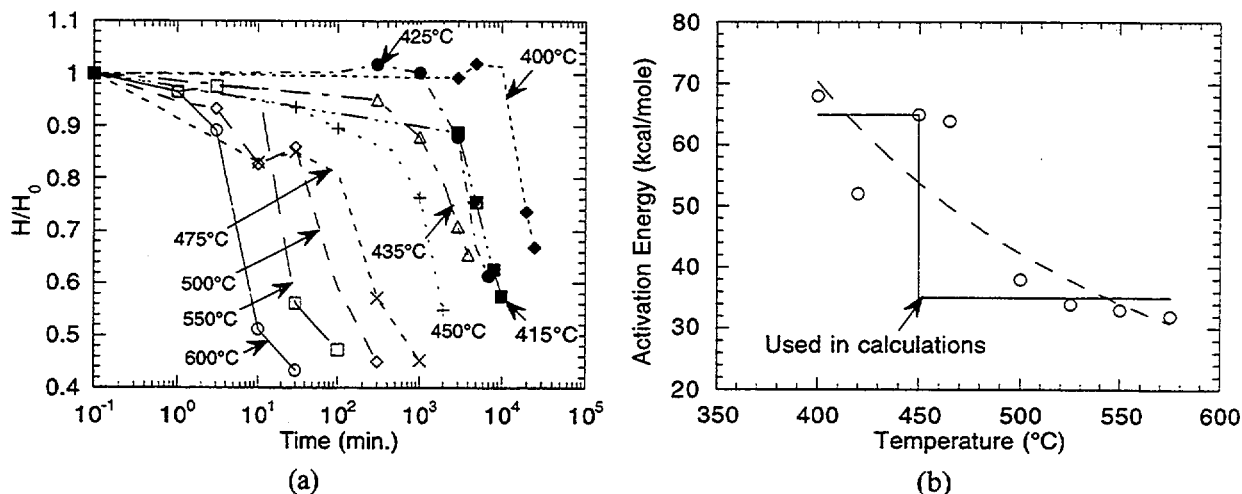 1
0.9
0.8
0.7
0.6
0.5
0.4
H/H0
10-1
100
101
102
103
104
105
Time (min.)
425°C
400°C
475°C
500°C
550°C
600°C
435°C
450°C
415°C
(a)
80
70
60
50
40
30
20
Activation Energy (kcal/mole)
Used in calculations
350
400
450
500
550
600
Temperature (°C)
(b)